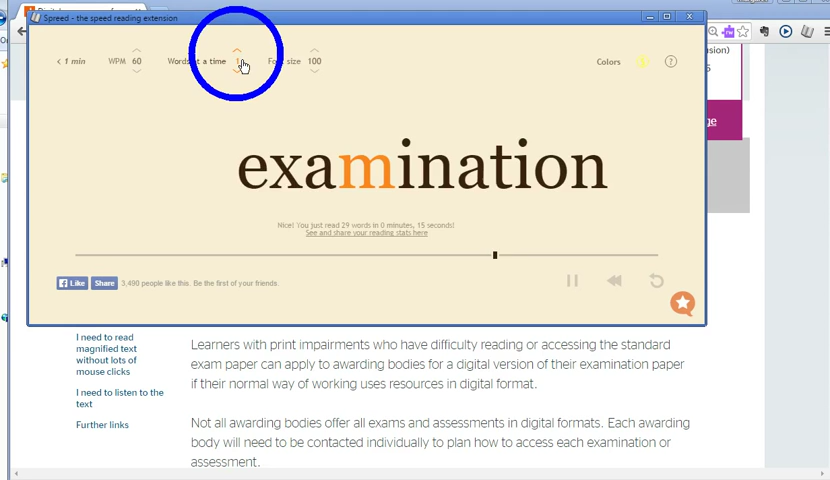 Spreed - the speed reading extension
< 1 min WPM 60 Words at a time 1 Font size 100 Colors ?
examination
Nice! You just read 29 words in 0 minutes, 15 seconds!
See and share your reading stats here
Like Share 3,490 people like this. Be the first of your friends.
I need to read
magnified text
without lots of
mouse clicks
I need to listen to the
text
Further links
Learners with print impairments who have difficulty reading or accessing the standard
exam paper can apply to awarding bodies for a digital version of their examination paper
if their normal way of working uses resources in digital format.
Not all awarding bodies offer all exams and assessments in digital formats. Each awarding
body will need to be contacted individually to plan how to access each examination or
assessment.